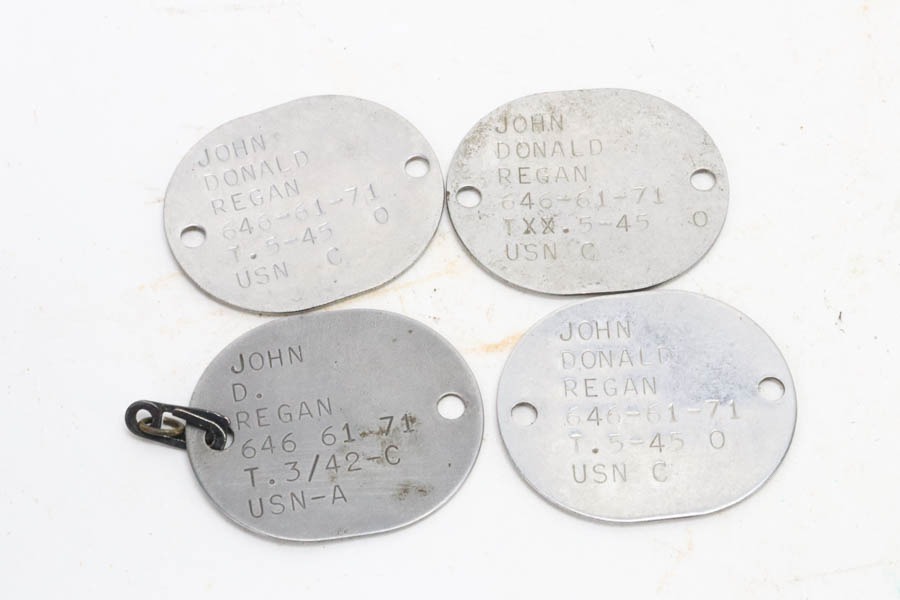 JOHN
DONALD
REGAN
646-61-71
T.5-45 O
USN C
JOHN
DONALD
REGAN
646-61-71
TXX.5-45 O
USN C
JOHN
D.
REGAN
646 61-71
T.3/42-C
USN-A
JOHN
DONALD
REGAN
646-61-71
T.5-45 O
USN C